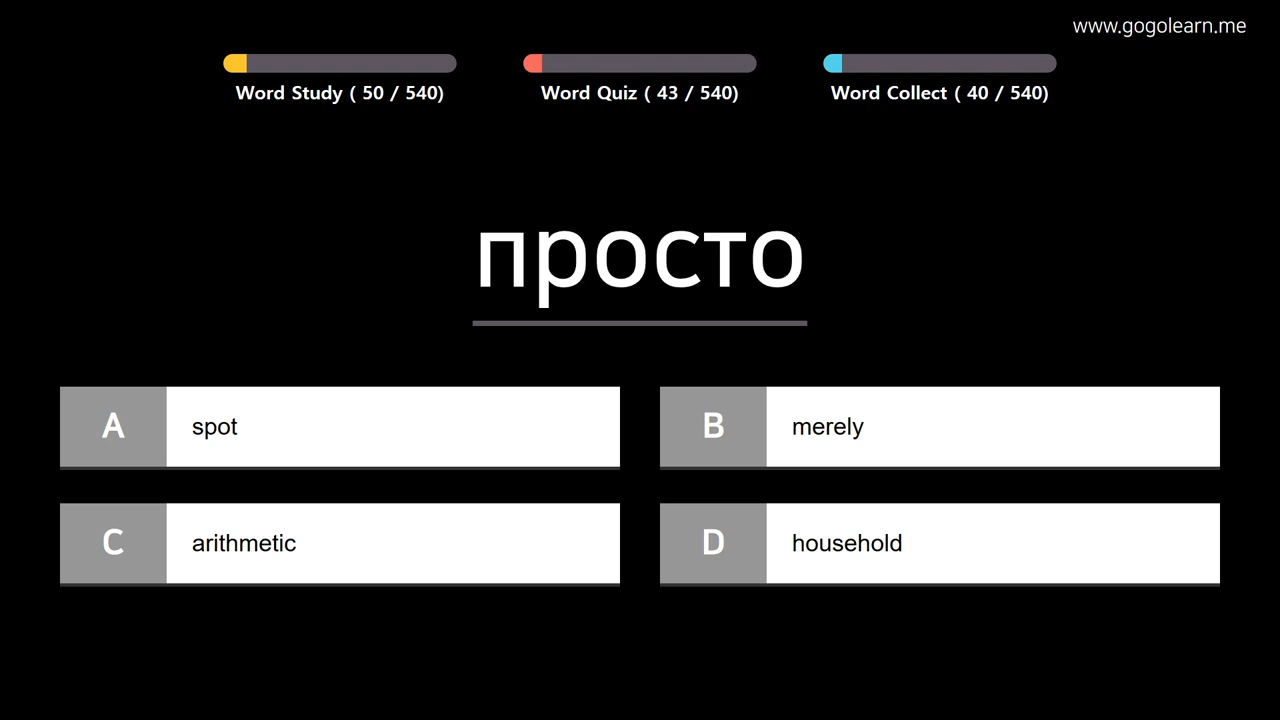 www.gogolearn.me
Word Study ( 50 / 540)
Word Quiz ( 43 / 540)
Word Collect ( 40 / 540)
просто
A spot
B merely
C arithmetic
D household